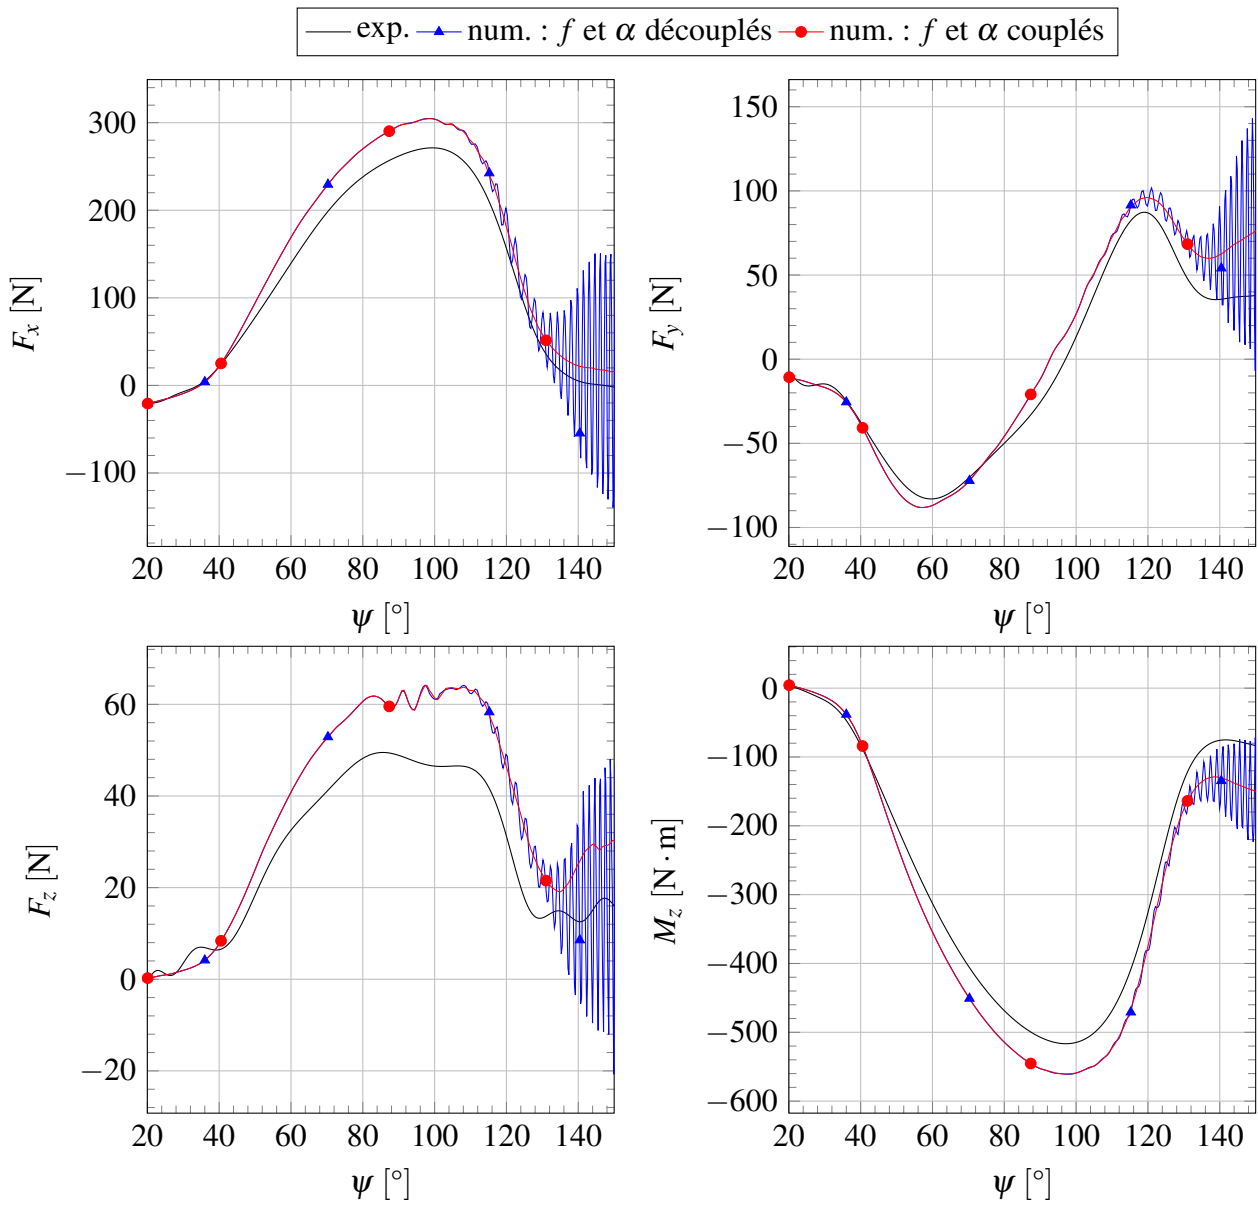 exp. num. : f et α découplés num. : f et α couplés
300
200
100
0
−100
20 40 60 80 100 120 140
F_x [N]
ψ [°]
150
100
50
0
−50
−100
20 40 60 80 100 120 140
F_y [N]
ψ [°]
60
40
20
0
−20
20 40 60 80 100 120 140
F_z [N]
ψ [°]
0
−100
−200
−300
−400
−500
−600
20 40 60 80 100 120 140
M_z [N·m]
ψ [°]